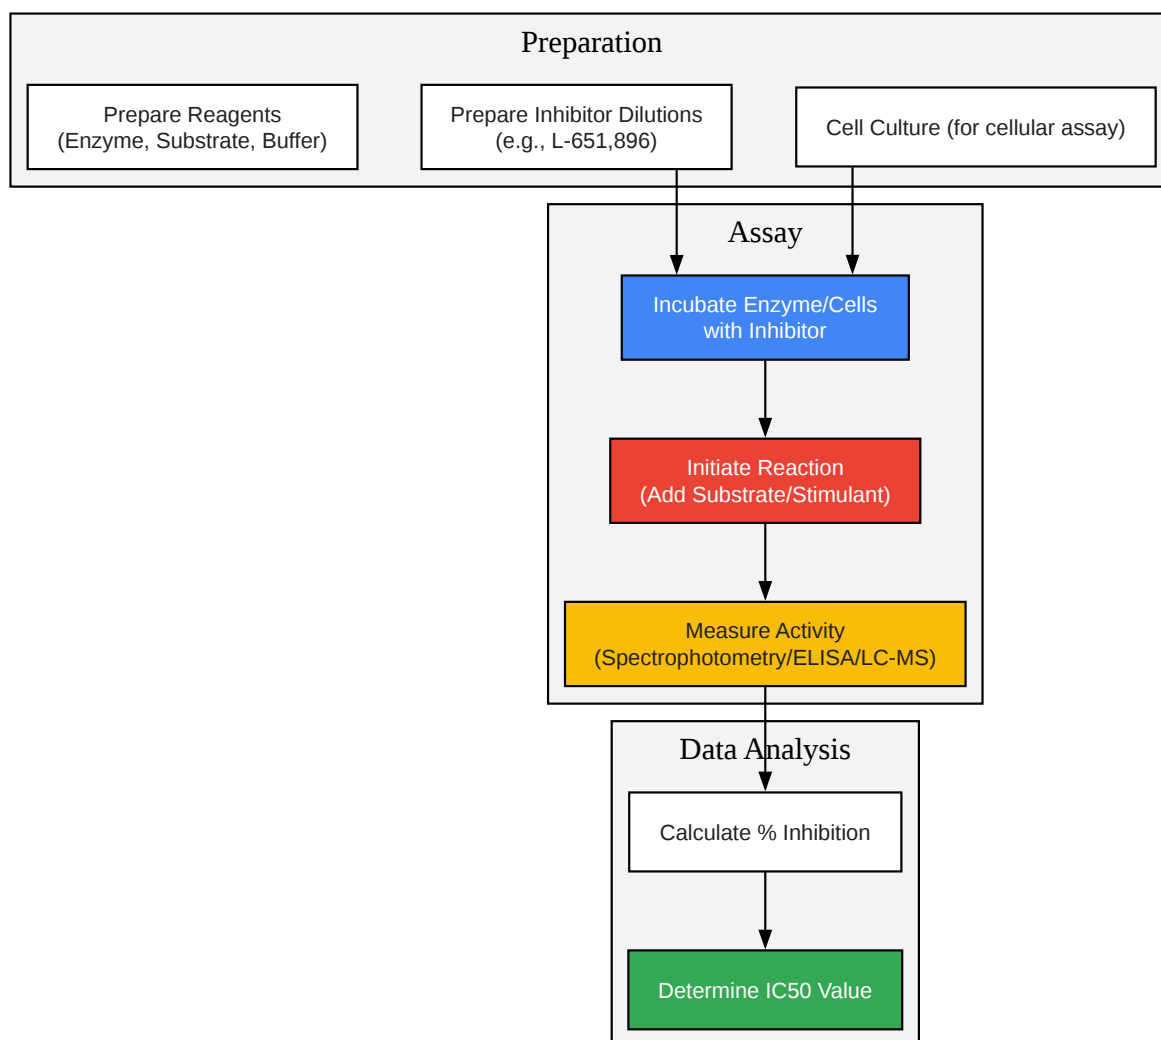 Preparation
Prepare Reagents
(Enzyme, Substrate, Buffer)
Prepare Inhibitor Dilutions
(e.g., L-651,896)
Cell Culture (for cellular assay)
Assay
Incubate Enzyme/Cells
with Inhibitor
Initiate Reaction
(Add Substrate/Stimulant)
Measure Activity
(Spectrophotometry/ELISA/LC-MS)
Data Analysis
Calculate % Inhibition
Determine IC50 Value